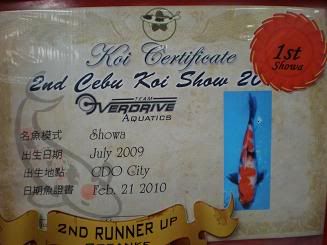 Koi Certificate
1st
Showa
2nd Cebu Koi Show 20
TEAM
OVERDRIVE
AQUATICS
名魚模式 Showa
出生日期 July 2009
出生地點 CDO City
日期魚證書 Feb. 21 2010
2ND RUNNER UP